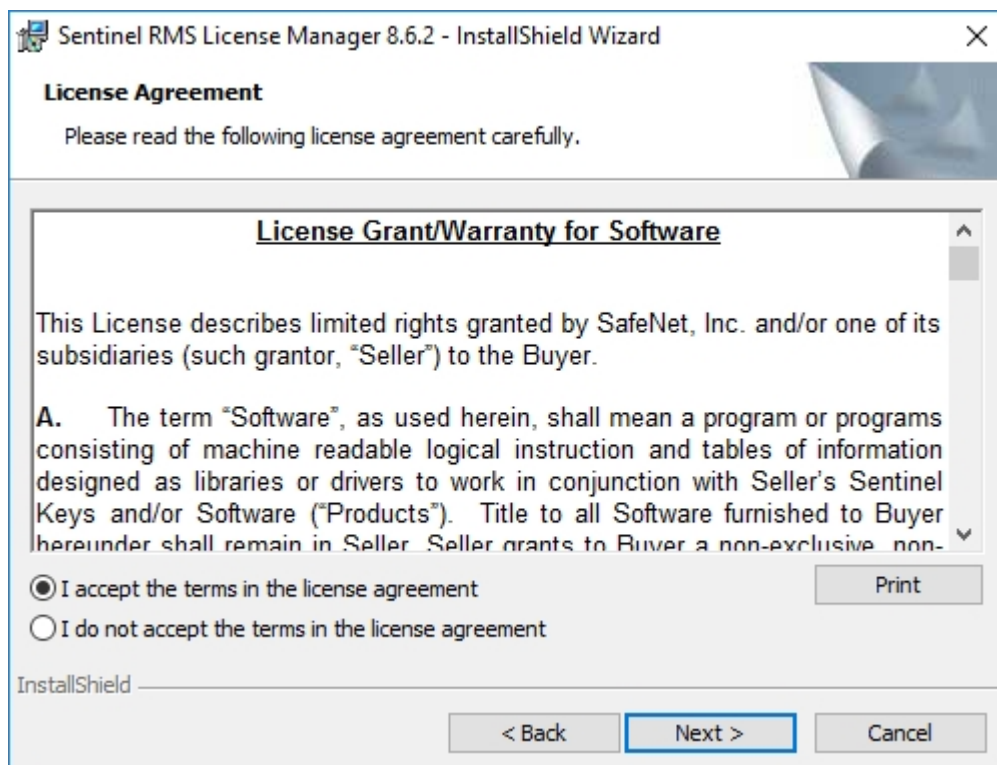 Sentinel RMS License Manager 8.6.2 - InstallShield Wizard
License Agreement
Please read the following license agreement carefully.
License Grant/Warranty for Software
This License describes limited rights granted by SafeNet, Inc. and/or one of its
subsidiaries (such grantor, “Seller”) to the Buyer.
A. The term “Software”, as used herein, shall mean a program or programs
consisting of machine readable logical instruction and tables of information
designed as libraries or drivers to work in conjunction with Seller’s Sentinel
Keys and/or Software (“Products”). Title to all Software furnished to Buyer
hereunder shall remain in Seller. Seller grants to Buyer a non-exclusive, non-
I accept the terms in the license agreement
Print
I do not accept the terms in the license agreement
InstallShield
< Back
Next >
Cancel